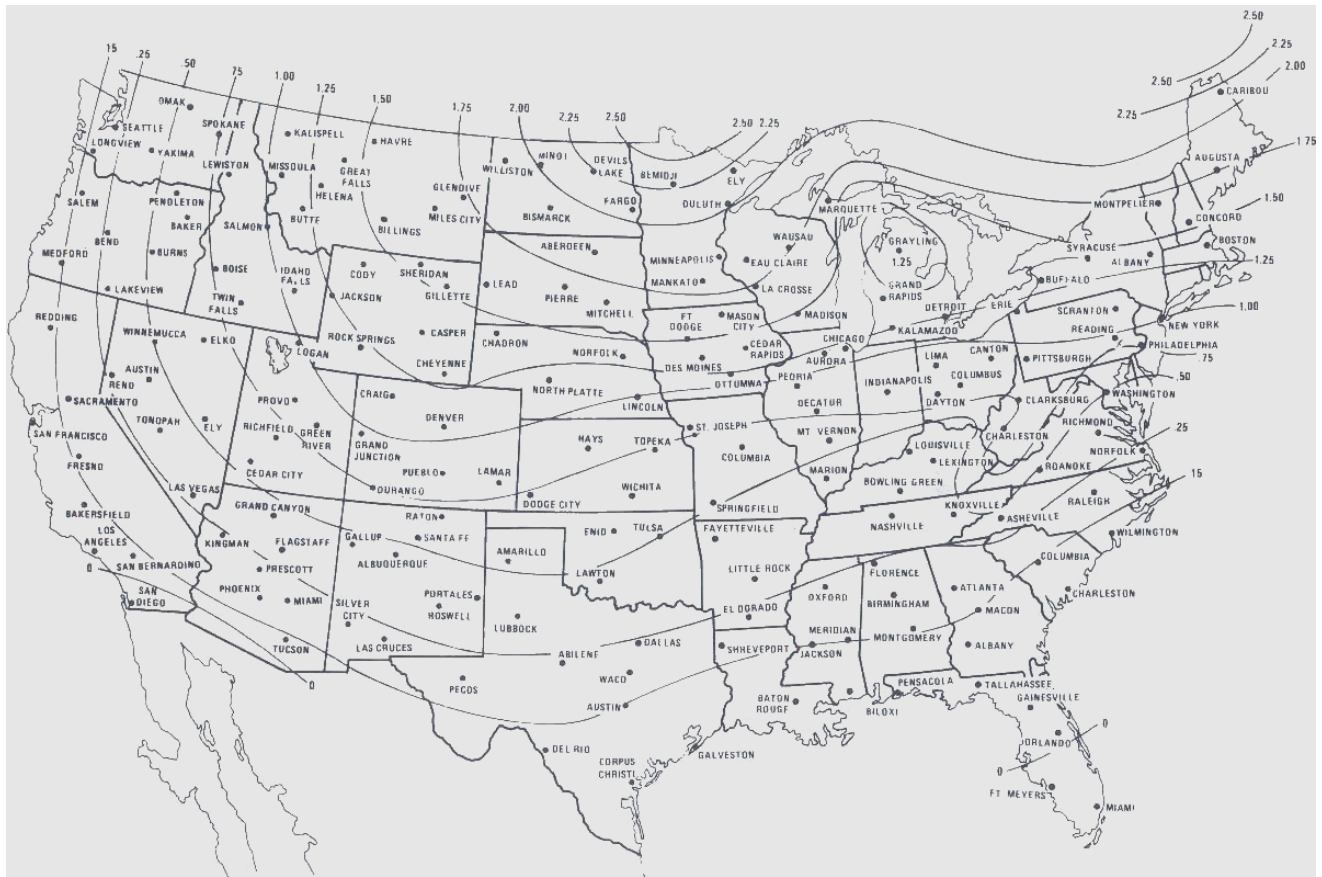 2.50
2.25
2.00
2.50
2.25
1.75
1.50
1.25
1.00
.75
.50
.25
15
15
.25
.50
75
1.00
1.25
1.50
1.75
2.00
2.25
2.50
2.50
2.25
CARIBOU
AUGUSTA
MONTPELIER
CONCORD
BOSTON
SYRACUSE
ALBANY
BUFFALO
ERIE
SCRANTON
READING
NEW YORK
PHILADELPHIA
PITTSBURGH
WASHINGTON
CLARKSBURG
RICHMOND
CHARLESTON
NORFOLK
ROANOKE
OMAK
SEATTLE
SPOKANE
LONGVIEW
YAKIMA
LEWISTON
SALEM
PENDLETON
BAKER
BEND
BURNS
MEDFORD
LAKEVIEW
KALISPELL
HAVRE
MISSOULA
GREAT
FALLS
HELENA
GLENDIVE
BUTTE
MILES CITY
BILLINGS
SALMON
BOISE
IDAHO
FALLS
TWIN
FALLS
CODY
SHERIDAN
GILLETTE
JACKSON
CASPER
ROCK SPRINGS
CHEYENNE
WILLISTON
MINOT
DEVILS
LAKE
BISMARCK
FARGO
ABERDEEN
LEAD
PIERRE
MITCHELL
BEMIDJI
ELY
DULUTH
MINNEAPOLIS
MANKATO
MARQUETTE
WAUSAU
EAU CLAIRE
LA CROSSE
MADISON
GRAYLING
1.25
GRAND
RAPIDS
DETROIT
KALAMAZOO
CHICAGO
AURORA
PEORIA
DECATUR
MT. VERNON
MARION
LIMA
CANTON
COLUMBUS
DAYTON
INDIANAPOLIS
LOUISVILLE
LEXINGTON
BOWLING GREEN
FT
DODGE
MASON
CITY
CEDAR
RAPIDS
DES MOINES
OTTUMWA
CHADRON
NORFOLK
NORTH PLATTE
LINCOLN
REDDING
WINNEMUCCA
ELKO
AUSTIN
RENO
SACRAMENTO
TONOPAH
ELY
SAN FRANCISCO
FRESNO
LAS VEGAS
BAKERSFIELD
LOS
ANGELES
SAN BERNARDINO
0
SAN
DIEGO
LOGAN
PROVO
RICHFIELD
GREEN
RIVER
CEDAR CITY
CRAIG
DENVER
GRAND
JUNCTION
PUEBLO
LAMAR
DURANGO
HAYS
TOPEKA
WICHITA
DODGE CITY
ST. JOSEPH
COLUMBIA
SPRINGFIELD
GRAND CANYON
KINGMAN
FLAGSTAFF
PRESCOTT
PHOENIX
MIAMI
TUCSON
0
RATON
GALLUP
SANTA FE
ALBUQUERQUE
PORTALES
SILVER
CITY
ROSWELL
LAS CRUCES
ENID
TULSA
LAWTON
AMARILLO
LUBBOCK
ABILENE
DALLAS
WACO
PECOS
AUSTIN
DEL RIO
CORPUS
CHRISTI
GALVESTON
FAYETTEVILLE
LITTLE ROCK
EL DORADO
SHREVEPORT
BATON
ROUGE
OXFORD
MERIDIAN
JACKSON
BILOXI
NASHVILLE
KNOXVILLE
ASHEVILLE
RALEIGH
WILMINGTON
COLUMBIA
CHARLESTON
FLORENCE
BIRMINGHAM
MONTGOMERY
ATLANTA
MACON
ALBANY
PENSACOLA
TALLAHASSEE
GAINESVILLE
ORLANDO
0
0
FT MEYERS
MIAMI